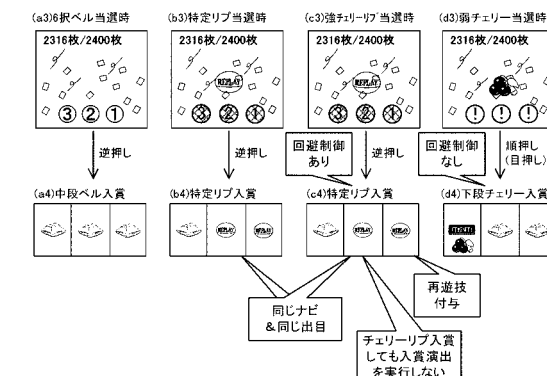 (a3)6択ベル当選時
(b3)特定リプ当選時
(c3)強チェリーリプ当選時
(d3)弱チェリー当選時
2316枚/2400枚
2316枚/2400枚
2316枚/2400枚
2316枚/2400枚
REPLAY
REPLAY
③ ② ①
③ ② ①
③ ② ①
! ! !
逆押し
逆押し
回避制御
あり
逆押し
回避制御
なし
順押し
(目押し)
(a4)中段ベル入賞
(b4)特定リプ入賞
(c4)特定リプ入賞
(d4)下段チェリー入賞
REPLAY REPLAY
REPLAY REPLAY
同じナビ
&同じ出目
再遊技
付与
チェリーリプ入賞
しても入賞演出
を実行しない